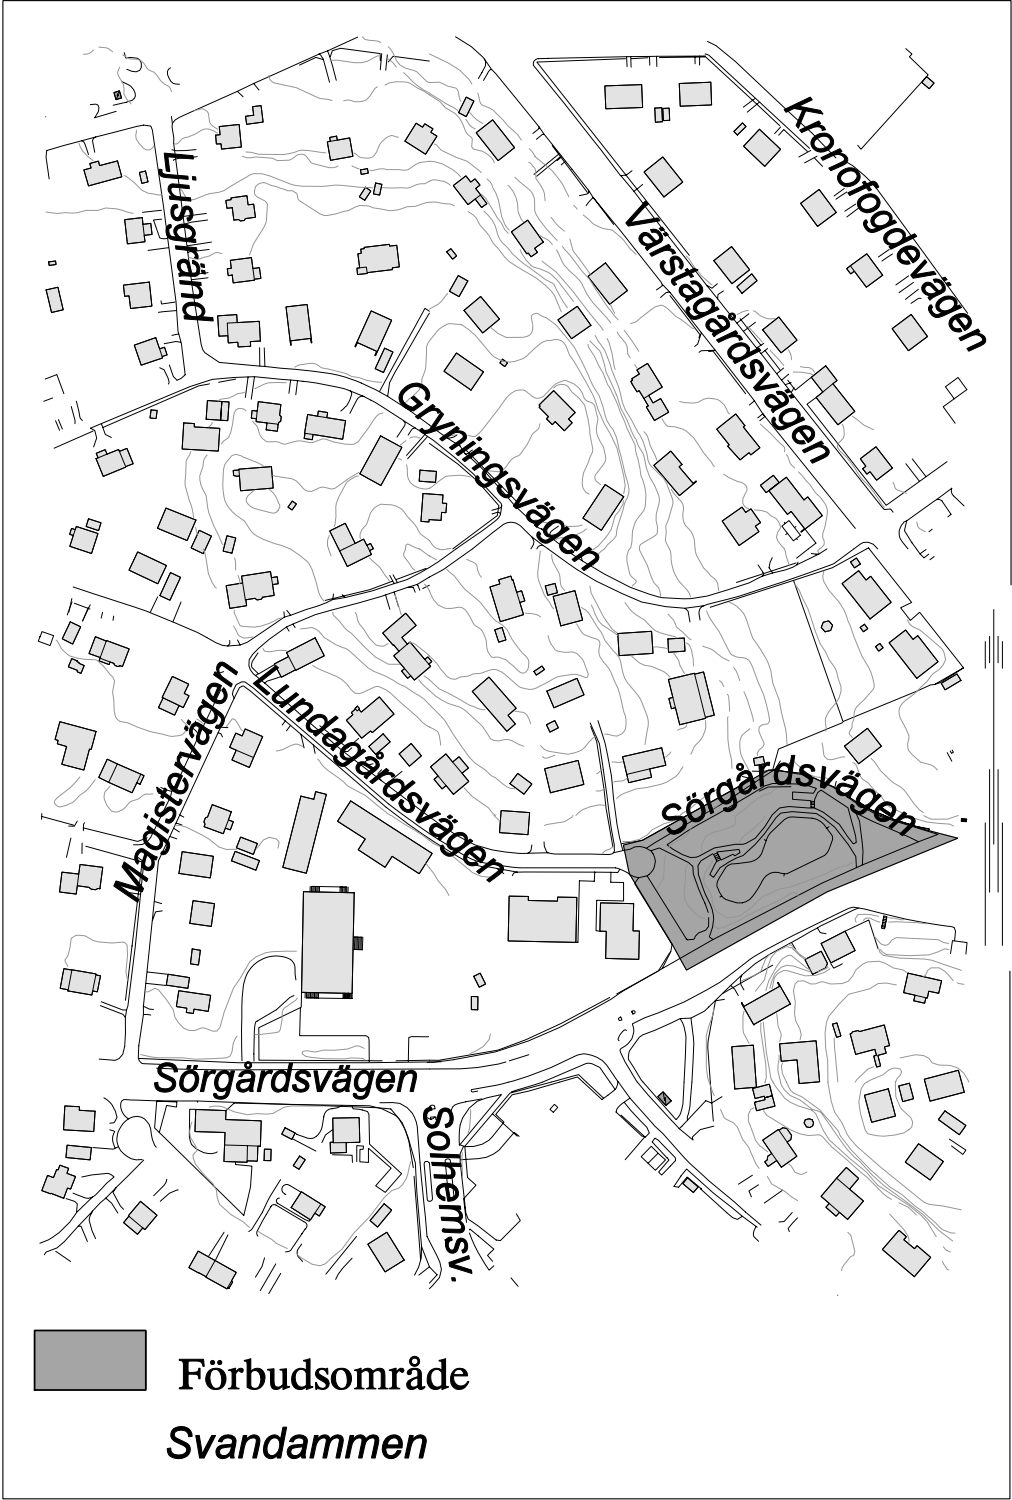 Kronofogdevägen
Ljusgränd
Värstagårdsvägen
Gryningsvägen
Magistervägen
Lundagårdsvägen
Sörgårdsvägen
Sörgårdsvägen
Solhemsv.
Förbudsområde
Svandammen